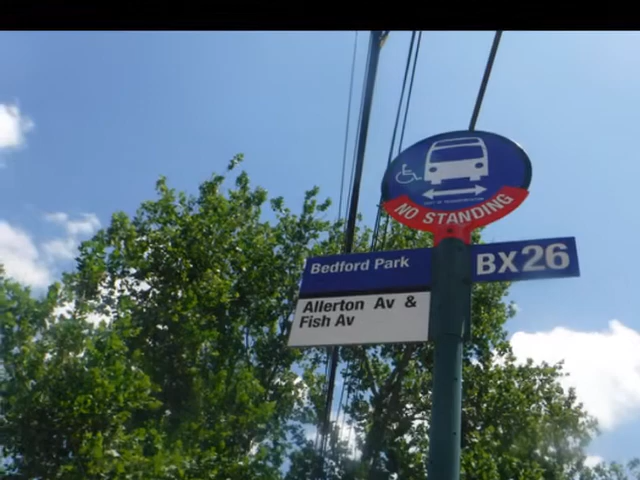 NO STANDING
Bedford Park
BX26
Allerton Av &
Fish Av